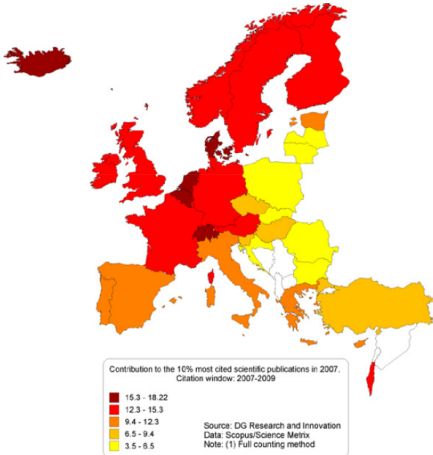 Contribution to the 10% most cited scientific publications in 2007.
Citation window: 2007-2009
15.3 - 18.22
12.3 - 15.3
9.4 - 12.3
6.5 - 9.4
3.5 - 6.5
Source: DG Research and Innovation
Data: Scopus/Science Metrix
Note: (1) Full counting method